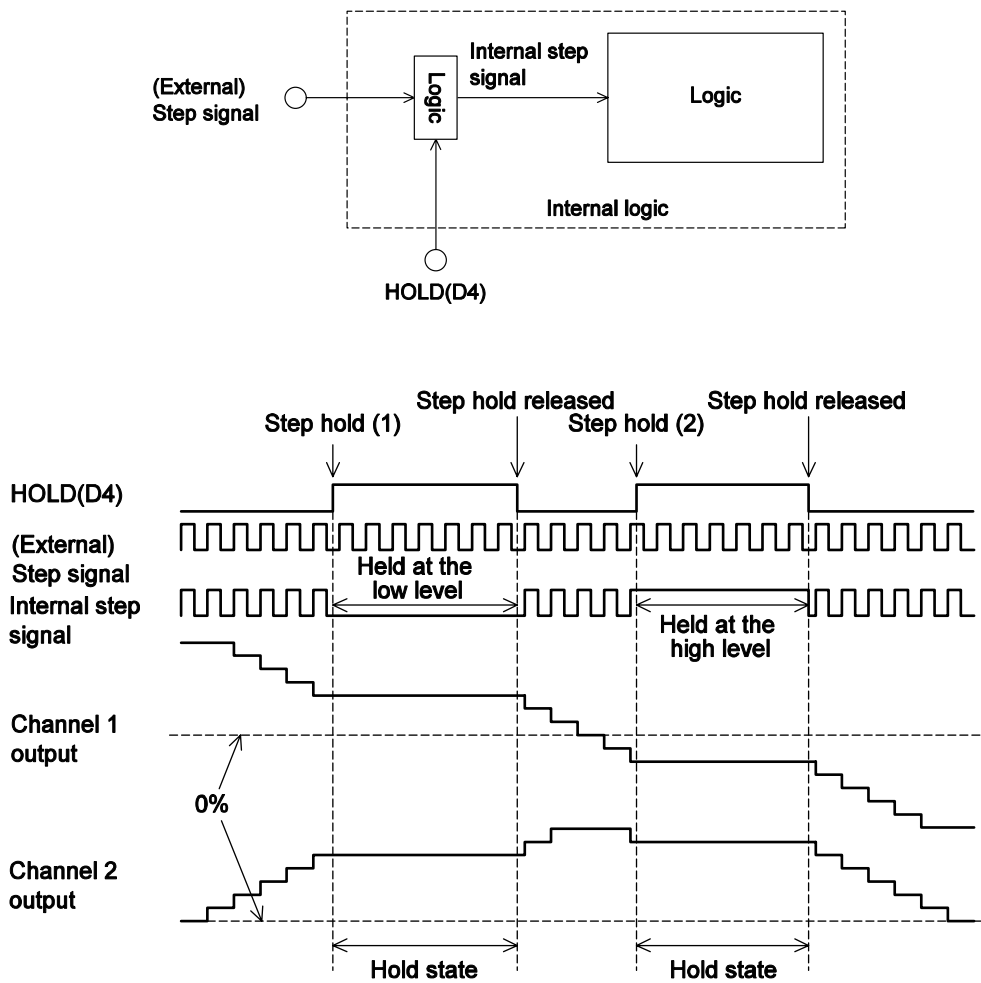 (External)
Step signal
Logic
Internal step
signal
Logic
Internal logic
HOLD(D4)
Step hold (1)
Step hold released
Step hold (2)
Step hold released
HOLD(D4)
(External)
Step signal
Held at the
low level
Internal step
signal
Held at the
high level
Channel 1
output
0%
Channel 2
output
Hold state
Hold state